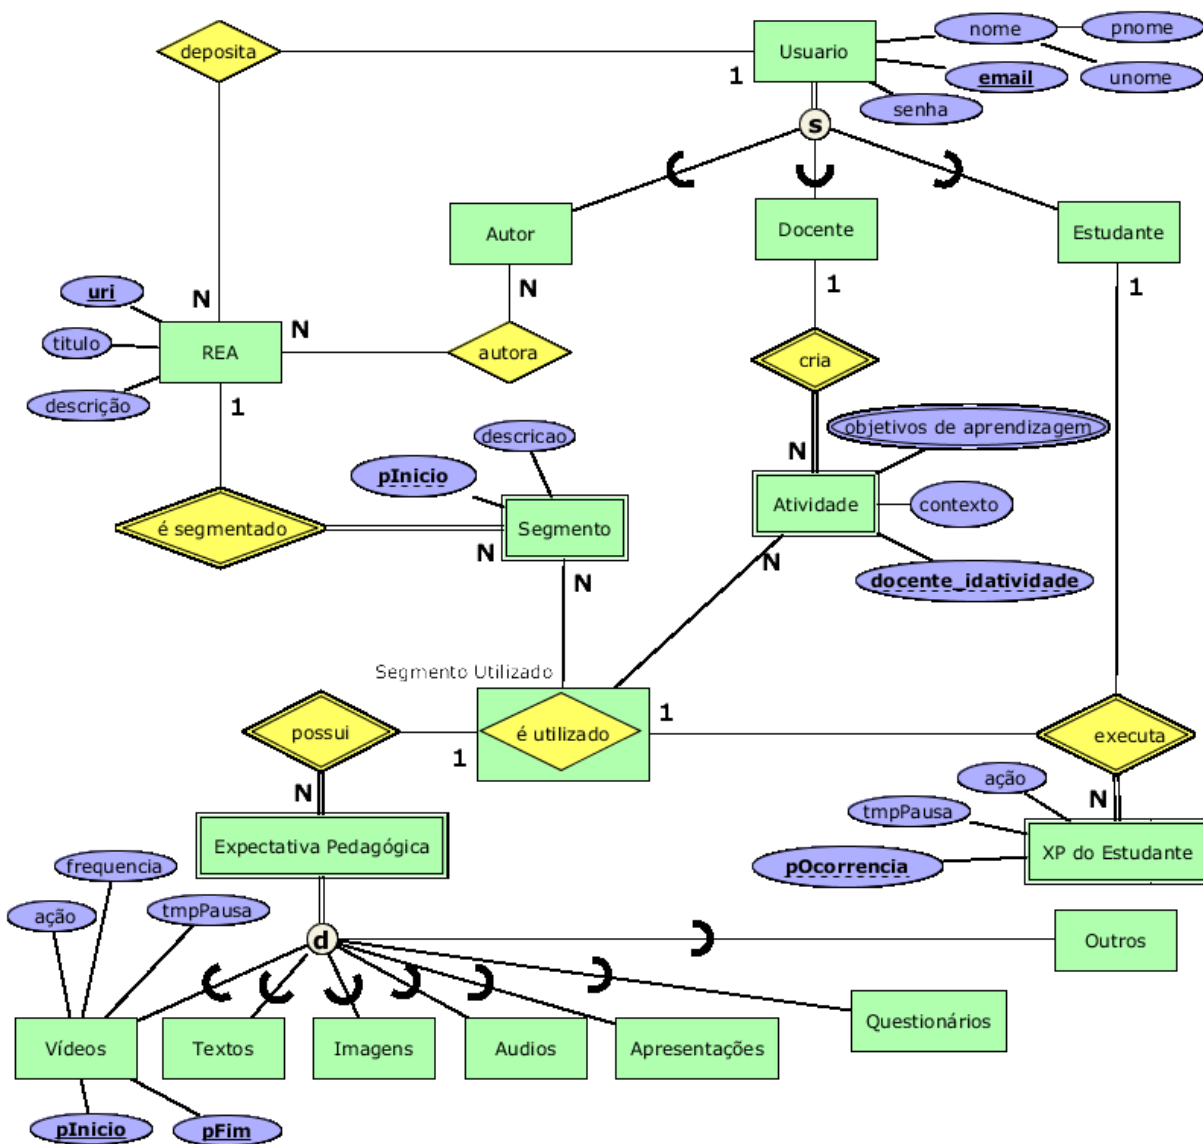 deposita
Usuario
nome
pnome
1
email
unome
senha
s
Autor
Docente
Estudante
uri
N
N
1
1
N
titulo
REA
autora
cria
descrição
1
objetivos de aprendizagem
descricao
N
pInicio
Atividade
contexto
é segmentado
Segmento
N
N
N
docente_idatividade
Segmento Utilizado
possui
1
é utilizado
1
executa
N
ação
N
tmpPausa
Expectativa Pedagógica
XP do Estudante
pOcorrencia
frequência
ação
tmpPausa
d
Outros
Vídeos
Textos
Imagens
Audios
Apresentações
Questionários
pInicio
pFim